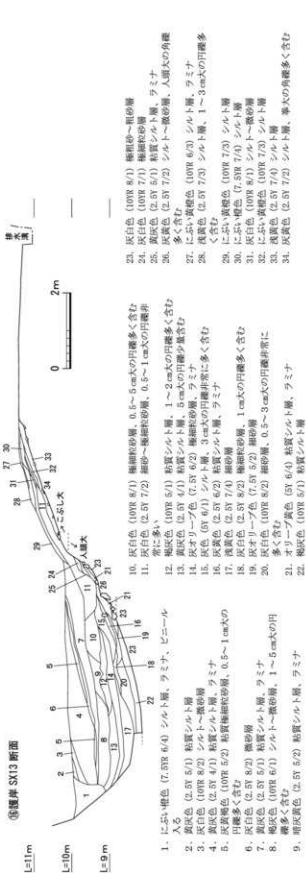 ⑯護岸 SX13 断面
L=11m
L=10m
L= 9 m
排水溝
こぶし大
人頭大
0 2m
1. にぶい橙色 (7.5YR 6/4) シルト層、ラミナ、ビニール
入る
2. 黄灰色 (2.5Y 5/1) 粘質シルト層
3. 灰白色 (10YR 8/2) シルト〜微砂層
4. 黄灰色 (2.5Y 4/1) 粘質シルト層、ラミナ
5. 灰黄褐色 (10YR 5/2) 粘質極細粒砂層、0.5〜1㎝大の
円礫多く含む
6. 灰白色 (2.5Y 8/2) 微砂層
7. 黄灰色 (2.5Y 5/1) 粘質シルト層、ラミナ
8. 褐灰色 (10YR 6/1) シルト〜微砂層、1〜5㎝大の円
礫多く含む
9. 暗灰黄色 (2.5Y 5/2) 粘質シルト層、ラミナ
10. 灰白色 (10YR 8/1) 極細粒砂層、0.5〜5㎝大の円礫多く含む
11. 灰黄色 (2.5Y 7/2) 細砂〜極細粒砂層、0.5〜1㎝大の円礫非
常に多い
12. 褐灰色 (10YR 5/1) 粘質シルト層、1〜2㎝大の円礫多く含む
13. 黄灰色 (2.5Y 4/1) 粘質シルト層、5㎝大の円礫少量含む
14. 灰オリーブ色 (7.5Y 6/2) 極細粒砂層、ラミナ
15. 灰色 (5Y 6/1) シルト層、3㎝大の円礫非常に多く含む
16. 灰黄色 (2.5Y 6/2) 粘質シルト層、ラミナ
17. 浅黄色 (2.5Y 7/4) 細砂層
18. 灰白色 (2.5Y 8/2) 極細粒砂層、1㎝大の円礫多く含む
19. 灰オリーブ色 (7.5Y 5/2) 細砂層
20. 灰白色 (10YR 8/2) 細砂層、0.5〜3㎝大の円礫非常に
多く含む
21. オリーブ黄色 (5Y 6/4) 粘質シルト層、ラミナ
22. 褐灰色 (10YR 5/1) 粘質シルト層
23. 灰白色 (10YR 8/1) 極粗砂〜粗砂層
24. 灰白色 (10YR 7/1) 極細粒砂層
25. 黄灰色 (2.5Y 5/1) 粘質シルト層、ラミナ
26. 灰黄色 (2.5Y 7/2) シルト〜微砂層、人頭大の角礫
多く含む
27. にぶい黄橙色 (10YR 6/3) シルト層、ラミナ
28. 浅黄色 (2.5Y 7/3) シルト層、1〜3㎝大の円礫多
く含む
29. にぶい黄橙色 (10YR 7/3) シルト層
30. にぶい橙色 (7.5YR 7/4) シルト層
31. 灰白色 (10YR 8/1) シルト〜微砂層
32. にぶい黄橙色 (10YR 7/3) シルト層
33. 浅黄色 (2.5Y 7/4) シルト層
34. 灰黄色 (2.5Y 7/2) シルト層、拳大の角礫多く含む